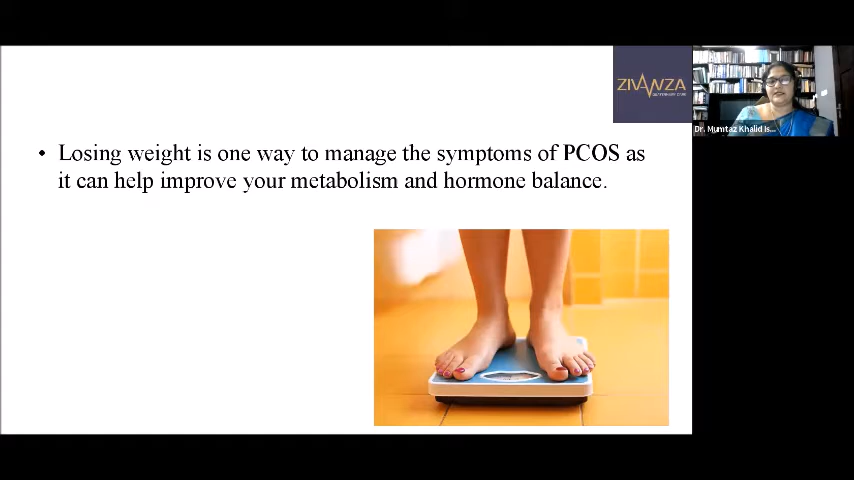 ZIVANZA
• Losing weight is one way to manage the symptoms of PCOS as
it can help improve your metabolism and hormone balance.
Dr. Mumtaz Khalid Is...